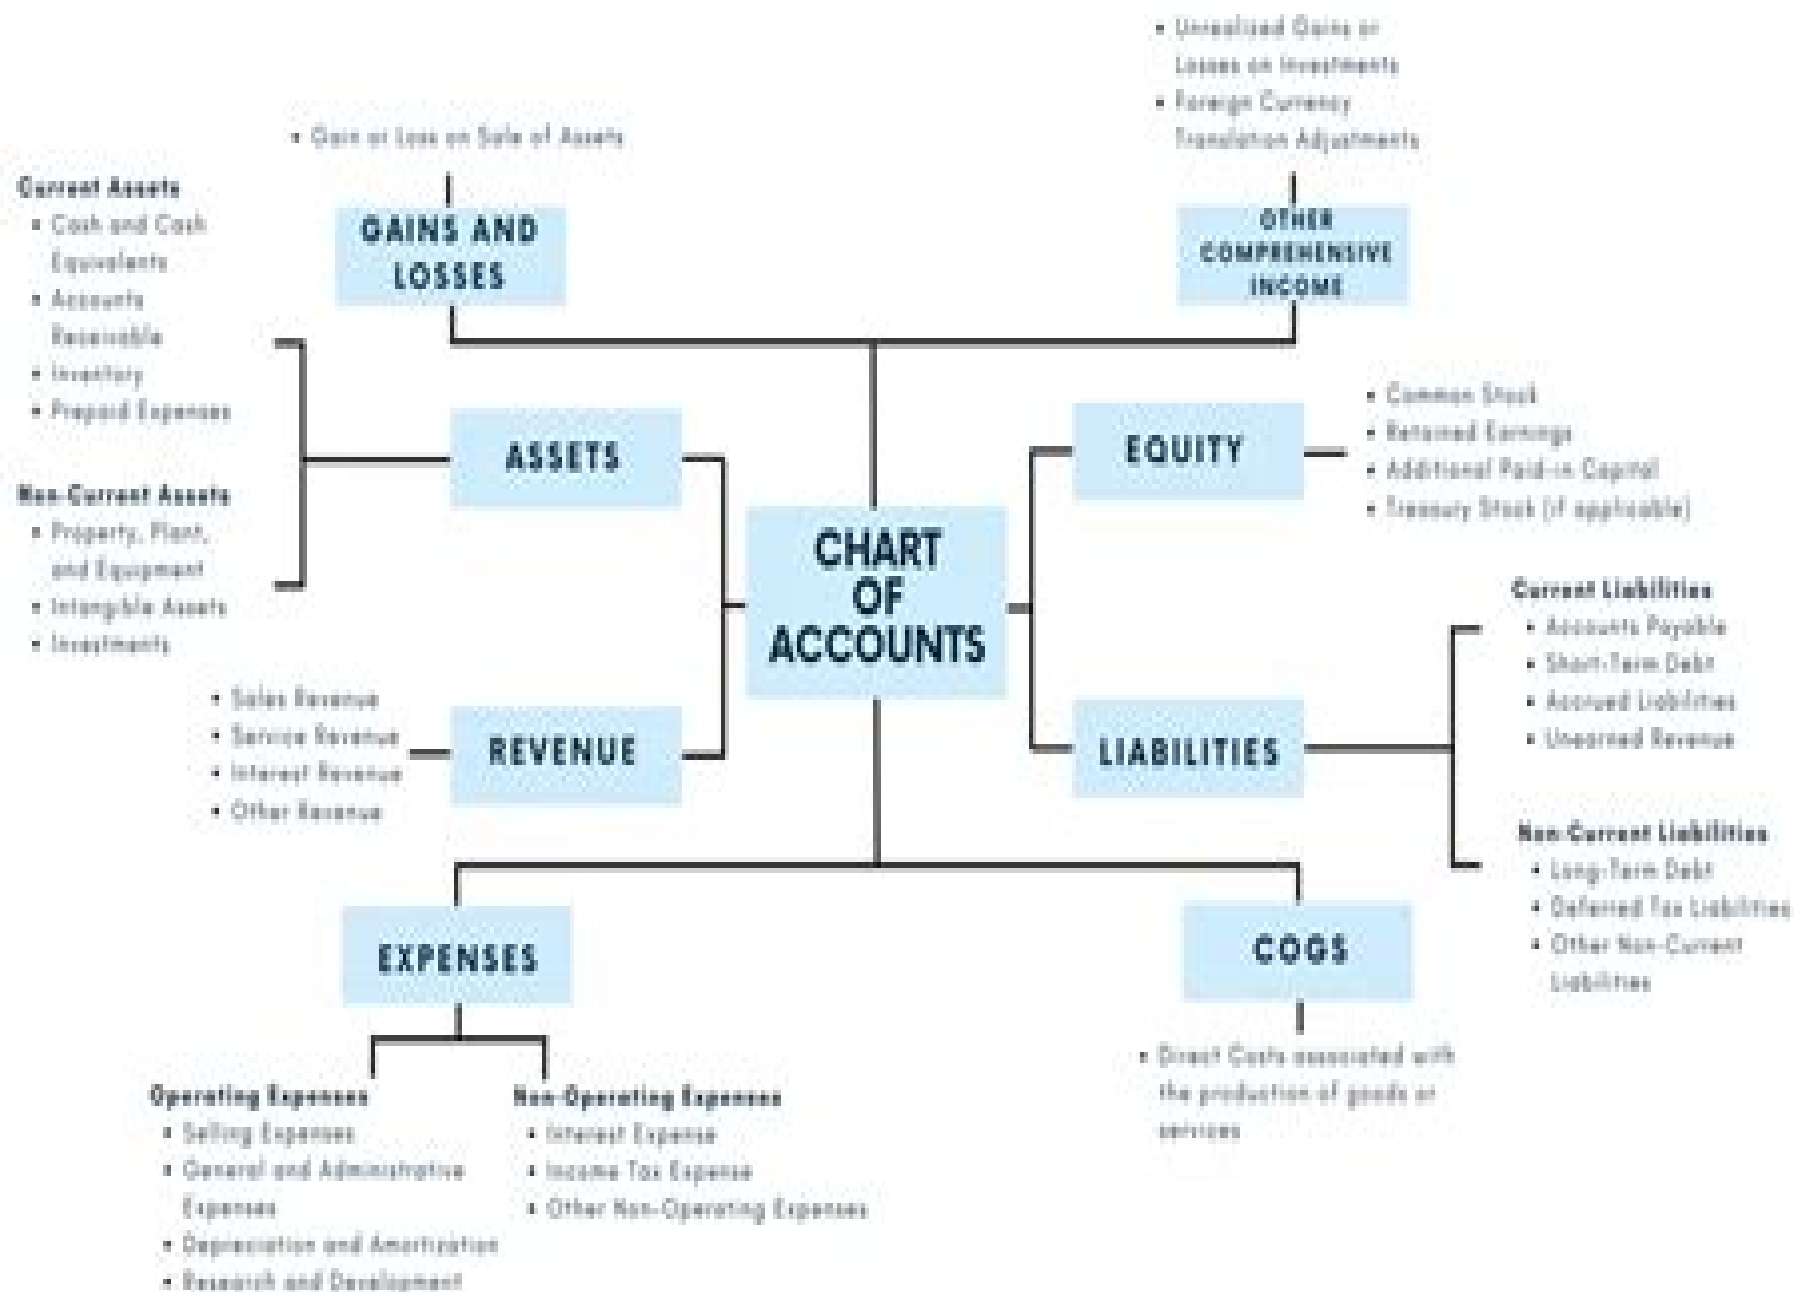 • Unrealized Gains or
Losses on Investments
• Foreign Currency
Translation Adjustments
• Gain or Loss on Sale of Assets
GAINS AND
LOSSES
OTHER
COMPREHENSIVE
INCOME
Current Assets
• Cash and Cash
Equivalents
• Accounts
Receivable
• Inventory
• Prepaid Expenses
Non-Current Assets
• Property, Plant,
and Equipment
• Intangible Assets
• Investments
ASSETS
EQUITY
• Common Stock
• Retained Earnings
• Additional Paid-in Capital
• Treasury Stock (if applicable)
CHART
OF
ACCOUNTS
• Sales Revenue
• Service Revenue
• Interest Revenue
• Other Revenue
REVENUE
LIABILITIES
Current Liabilities
• Accounts Payable
• Short-Term Debt
• Accrued Liabilities
• Unearned Revenue
Non-Current Liabilities
• Long-Term Debt
• Deferred Tax Liabilities
• Other Non-Current
Liabilities
EXPENSES
Operating Expenses
• Selling Expenses
• General and Administrative
Expenses
• Depreciation and Amortization
• Research and Development
Non-Operating Expenses
• Interest Expense
• Income Tax Expense
• Other Non-Operating Expenses
COGS
• Direct Costs associated with
the production of goods or
services